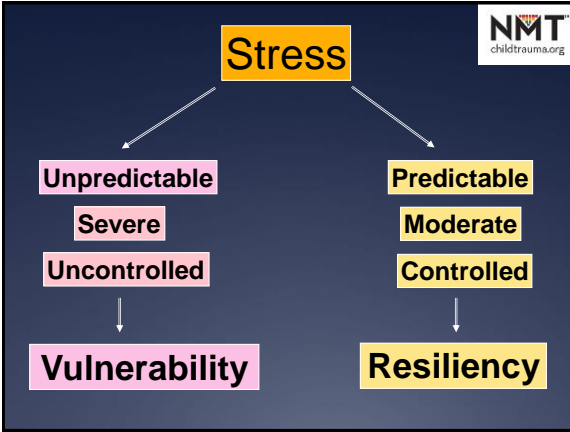 NMT
childtrauma.org
Stress
Unpredictable
Severe
Uncontrolled
Vulnerability
Predictable
Moderate
Controlled
Resiliency